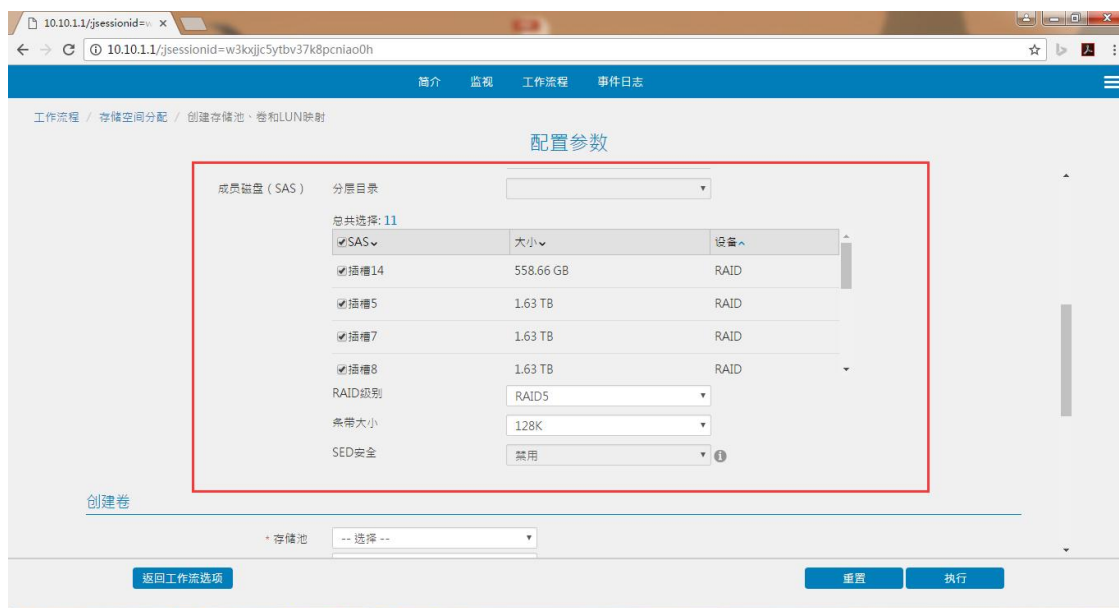 10.10.1.1/;jsessionid=w
10.10.1.1/;jsessionid=w3kxjjc5ytbv37k8pcniao0h
简介 监视 工作流程 事件日志
工作流程 / 存储空间分配 / 创建存储池、卷和LUN映射
配置参数
成员磁盘（SAS） 分层目录
总共选择: 11
SAS 大小 设备
插槽14 558.66 GB RAID
插槽5 1.63 TB RAID
插槽7 1.63 TB RAID
插槽8 1.63 TB RAID
RAID级别 RAID5
条带大小 128K
SED安全 禁用
创建卷
* 存储池 -- 选择 --
返回工作流选项 重置 执行